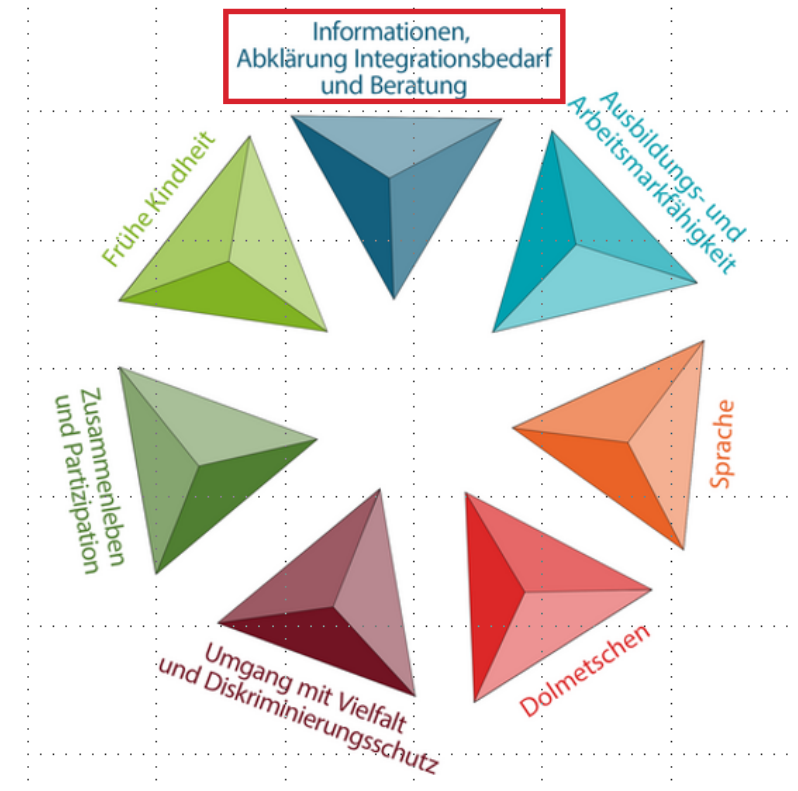 Informationen,
Abklärung Integrationsbedarf
und Beratung
Ausbildungs- und
Arbeitsmarkfähigkeit
Sprache
Dolmetschen
Umgang mit Vielfalt
und Diskriminierungsschutz
Zusammenleben
und Partizipation
Frühe Kindheit